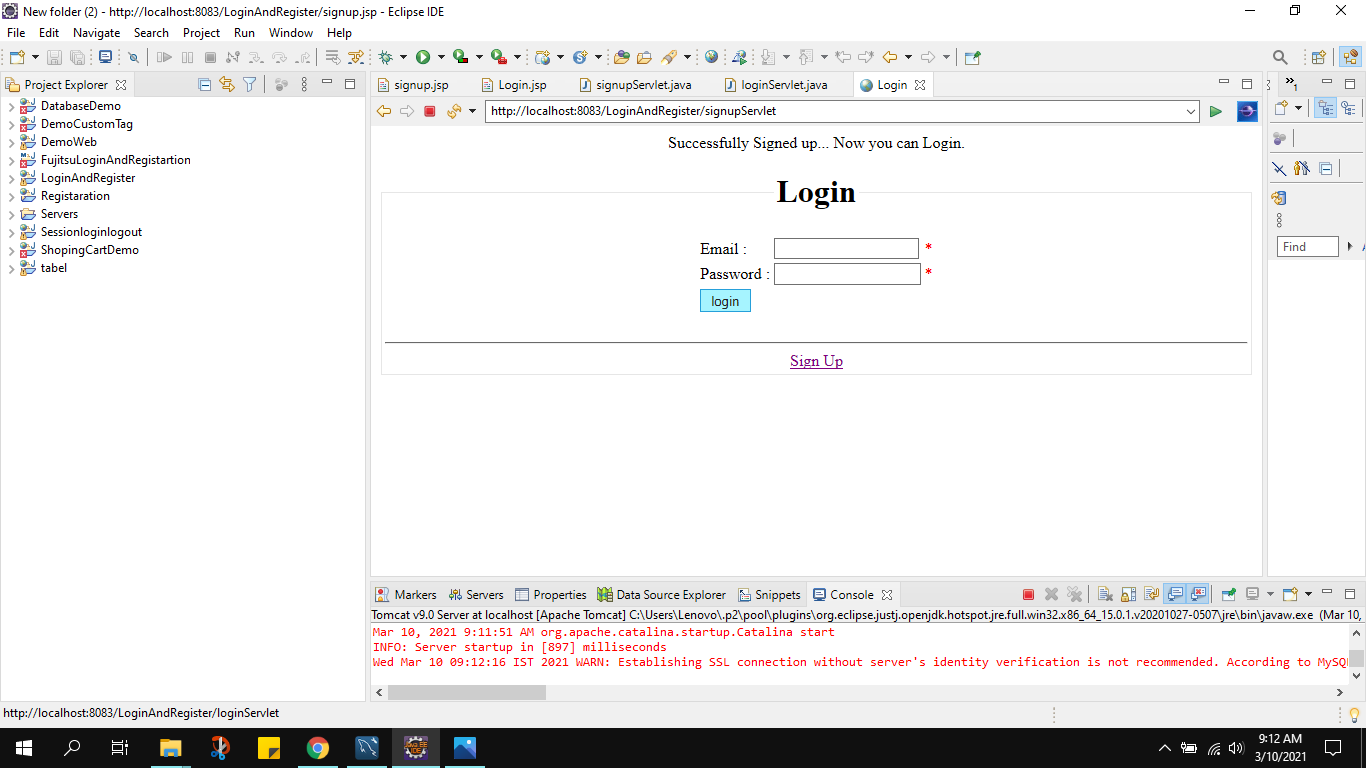 New folder (2) - http://localhost:8083/LoginAndRegister/signup.jsp - Eclipse IDE
File Edit Navigate Search Project Run Window Help
Project Explorer
DatabaseDemo
DemoCustomTag
DemoWeb
FujitsuLoginAndRegistartion
LoginAndRegister
Registaration
Servers
Sessionloginlogout
ShopingCartDemo
tabel
signup.jsp Login.jsp signupServlet.java loginServlet.java Login
http://localhost:8083/LoginAndRegister/signupServlet
Successfully Signed up... Now you can Login.
Login
Email : *
Password : *
login
Sign Up
»1
Find
Markers Servers Properties Data Source Explorer Snippets Console
Tomcat v9.0 Server at localhost [Apache Tomcat] C:\Users\Lenovo\.p2\pool\plugins\org.eclipse.justj.openjdk.hotspot.jre.full.win32.x86_64_15.0.1.v20201027-0507\jre\bin\javaw.exe (Mar 10,
Mar 10, 2021 9:11:51 AM org.apache.catalina.startup.Catalina start
INFO: Server startup in [897] milliseconds
Wed Mar 10 09:12:16 IST 2021 WARN: Establishing SSL connection without server's identity verification is not recommended. According to MySQ
http://localhost:8083/LoginAndRegister/loginServlet
9:12 AM
3/10/2021